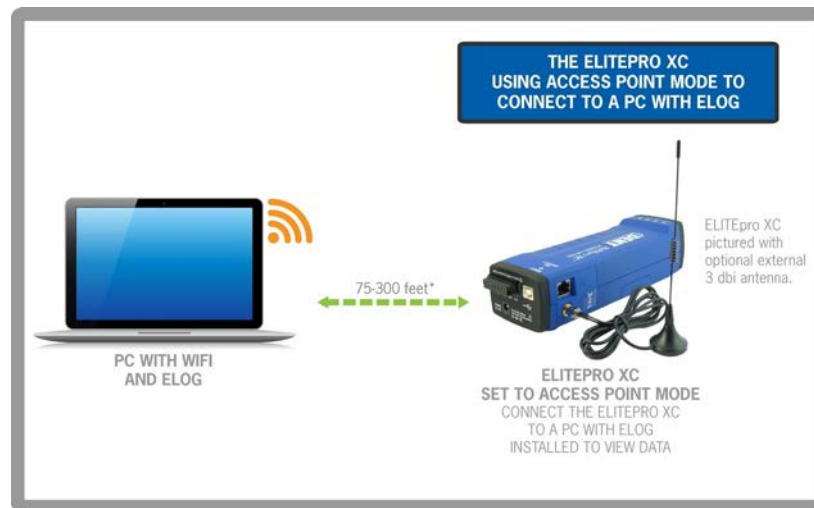 THE ELITEPRO XC
USING ACCESS POINT MODE TO
CONNECT TO A PC WITH ELOG
ELITEpro XC
pictured with
optional external
3 dbi antenna.
75-300 feet*
PC WITH WIFI
AND ELOG
ELITEPRO XC
SET TO ACCESS POINT MODE
CONNECT THE ELITEPRO XC
TO A PC WITH ELOG
INSTALLED TO VIEW DATA
DENT